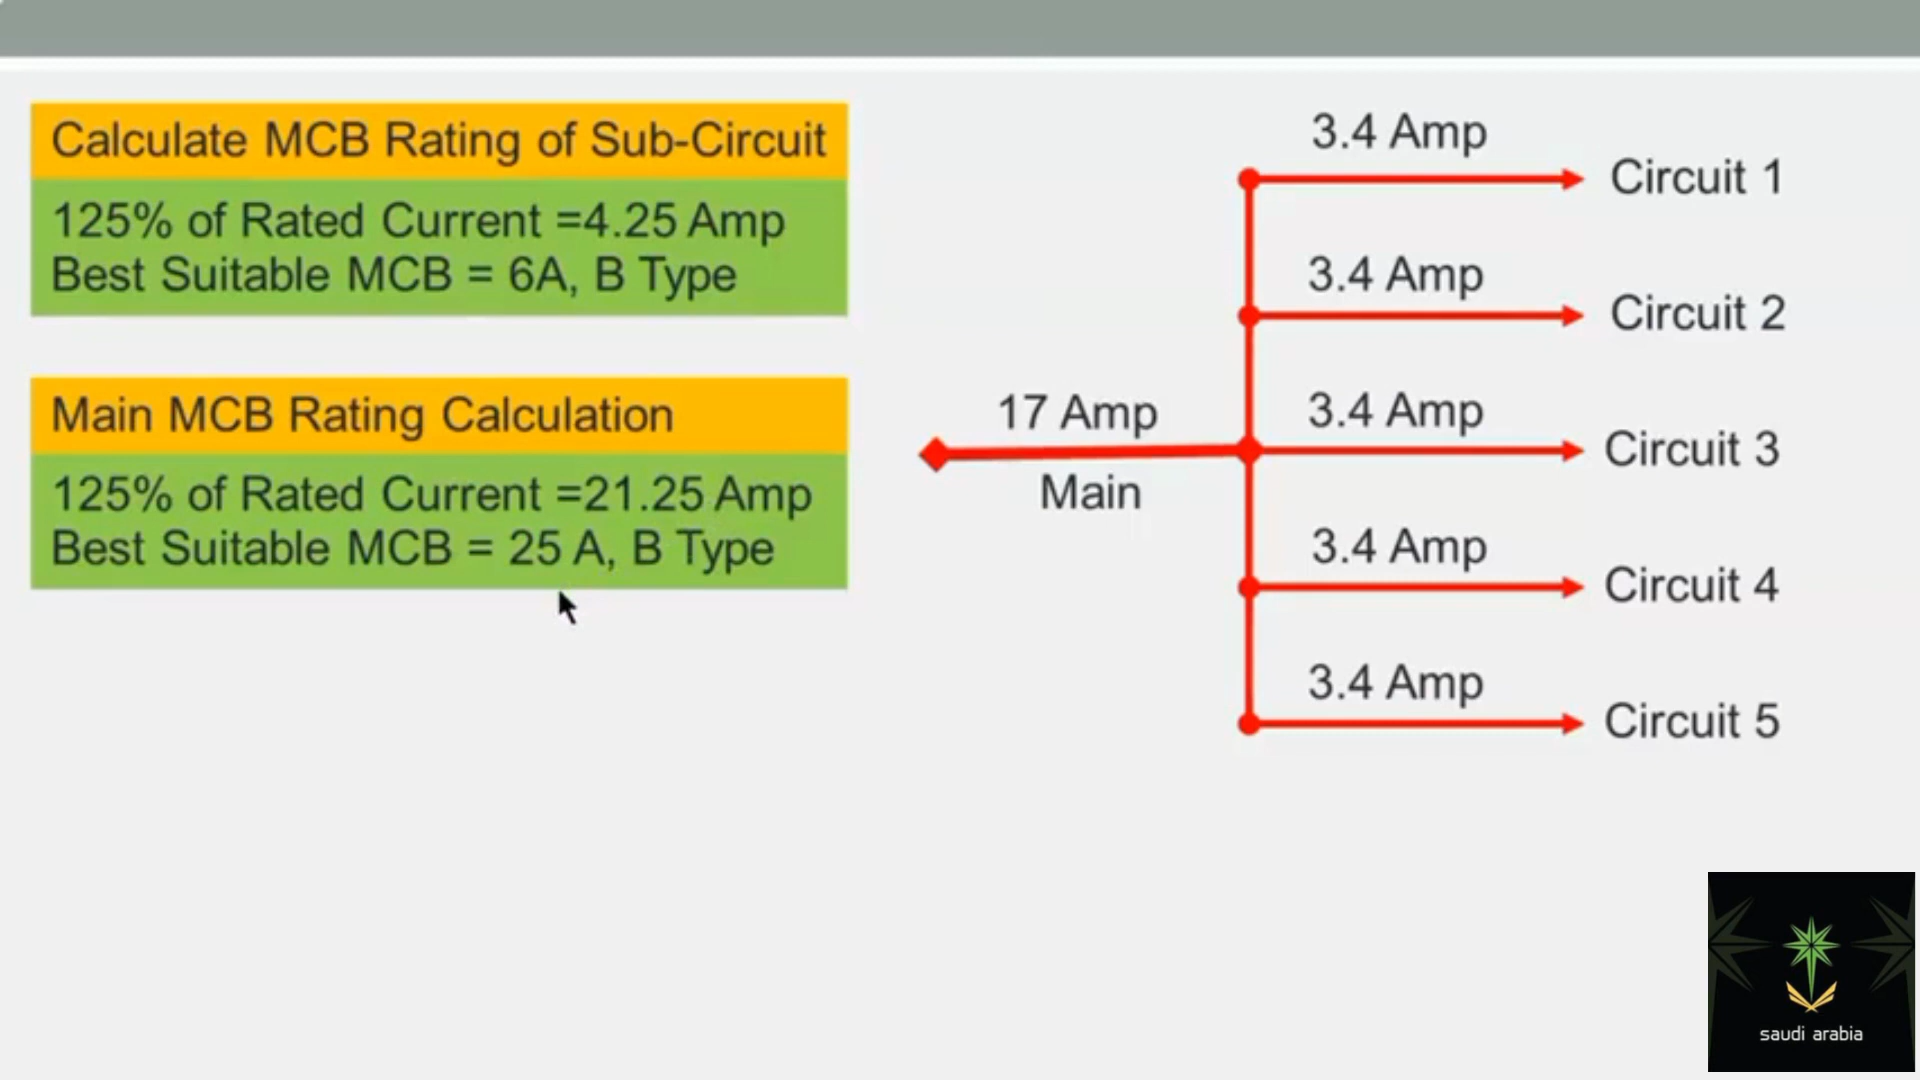 Calculate MCB Rating of Sub-Circuit
125% of Rated Current =4.25 Amp
Best Suitable MCB = 6A, B Type
Main MCB Rating Calculation
125% of Rated Current =21.25 Amp
Best Suitable MCB = 25 A, B Type
17 Amp
Main
3.4 Amp
Circuit 1
3.4 Amp
Circuit 2
3.4 Amp
Circuit 3
3.4 Amp
Circuit 4
3.4 Amp
Circuit 5
saudi arabia